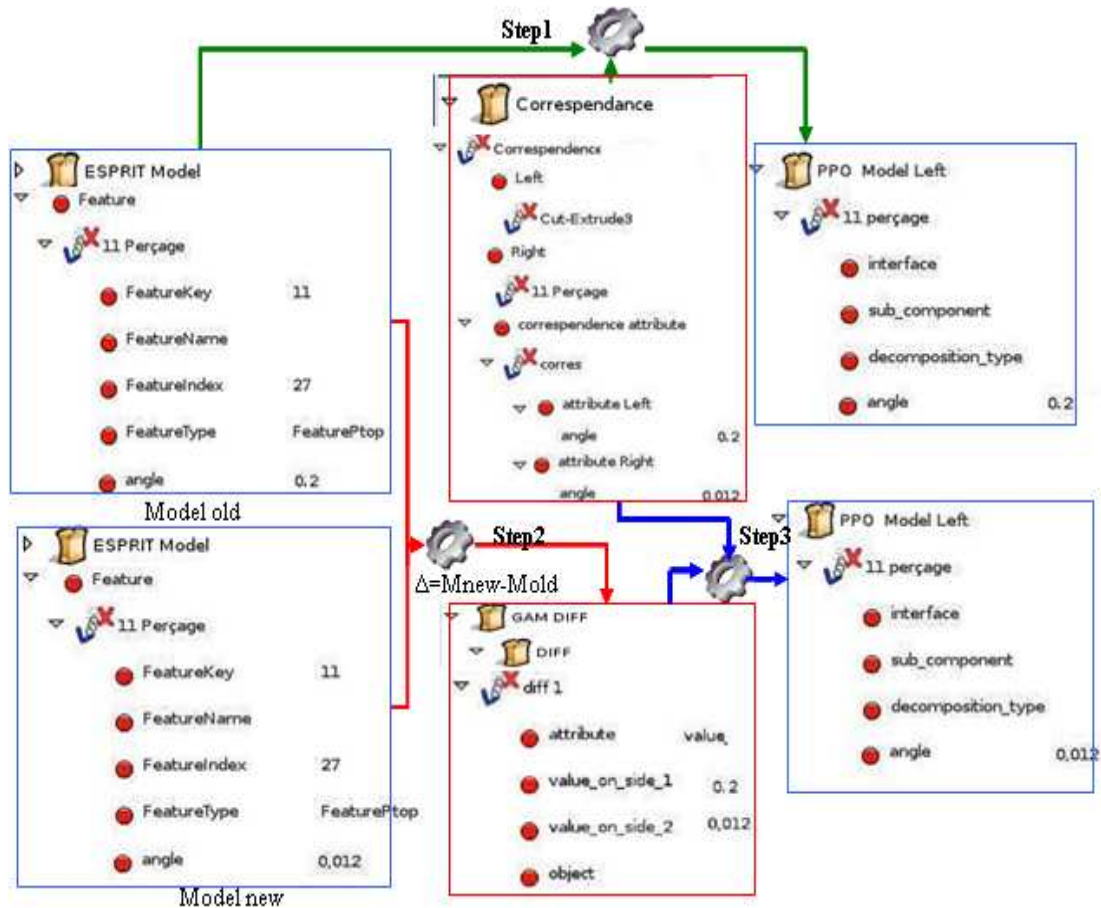 Step1
Correspendance
Correspondence
Left
Cut-Extrude3
Right
11 Perçage
correspondence attribute
corres
attribute Left
angle 0.2
attribute Right
angle 0.012
ESPRIT Model
Feature
11 Perçage
FeatureKey 11
FeatureName
FeatureIndex 27
FeatureType FeaturePtop
angle 0.2
Model old
PPO Model Left
11 perçage
interface
sub_component
decomposition_type
angle 0.2
ESPRIT Model
Feature
11 Perçage
FeatureKey 11
FeatureName
FeatureIndex 27
FeatureType FeaturePtop
angle 0,012
Model new
Step2
Δ=Mnew-Mold
Step3
GAM DIFF
DIFF
diff 1
attribute value
value_on_side_1 0.2
value_on_side_2 0,012
object
PPO Model Left
11 perçage
interface
sub_component
decomposition_type
angle 0,012